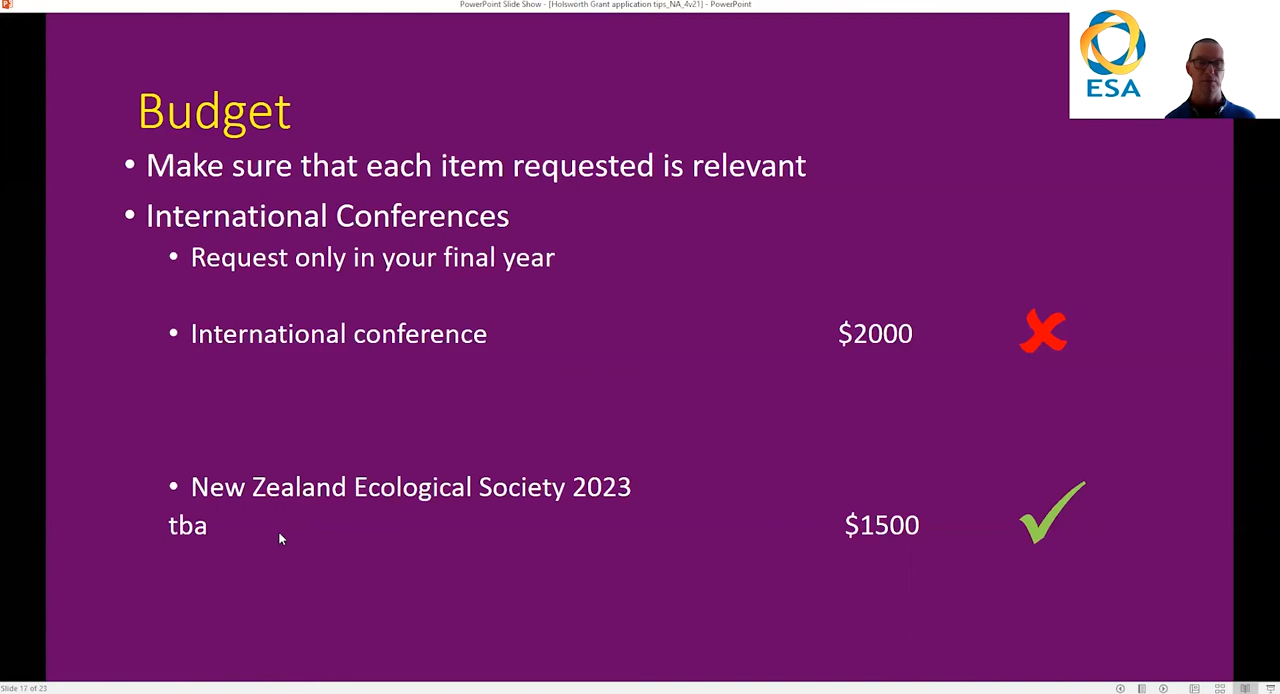 PowerPoint Slide Show - [Holsworth Grant application tips_NA_4v21] - PowerPoint
ESA
Budget
• Make sure that each item requested is relevant
• International Conferences
• Request only in your final year
• International conference $2000
• New Zealand Ecological Society 2023
tba $1500
Slide 17 of 23